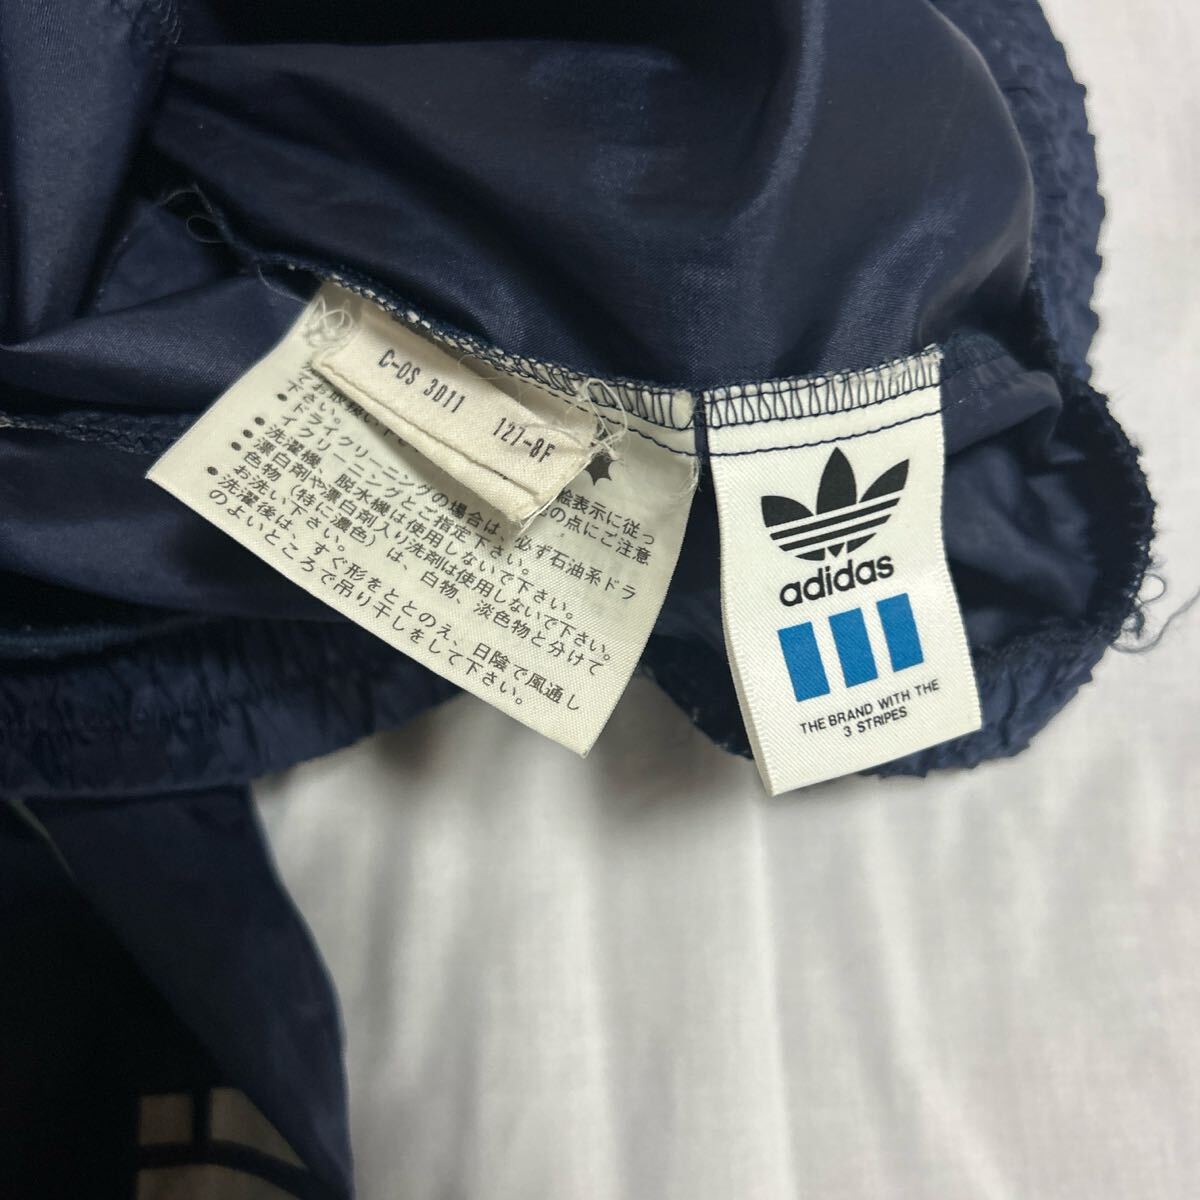 C-OS 3011 127-8F
絵表示に従っ
の点にご注意
下さい。
ドライクリーニングの場合は、必ず石油系ドラ
イクリーニングとご指定下さい。
●洗濯機、脱水機は使用しないで下さい。
●漂白剤や漂白剤入り洗剤は使用しないで下さい。
●色物(特に濃色)は、白物、淡色物と分けて
お洗い下さい。
●洗濯後は、すぐ形をととのえ、日陰で風通し
のよいところで吊り干しをして下さい。
adidas
THE BRAND WITH THE
3 STRIPES